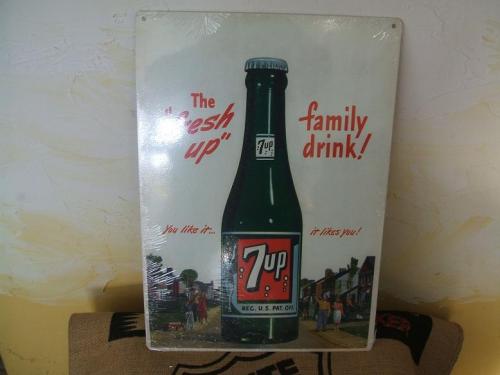 The
"fresh
up"
family
drink!
7up
You like it...
it likes you!
7up
REG. U.S. PAT. OFF.